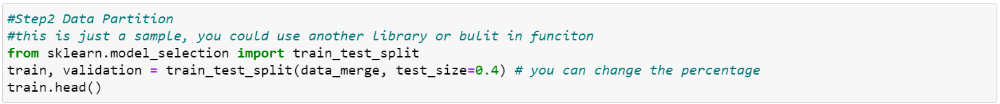 #Step2 Data Partition
#this is just a sample, you could use another library or bulit in funciton
from sklearn.model_selection import train_test_split
train, validation = train_test_split(data_merge, test_size=0.4) # you can change the percentage
train.head()